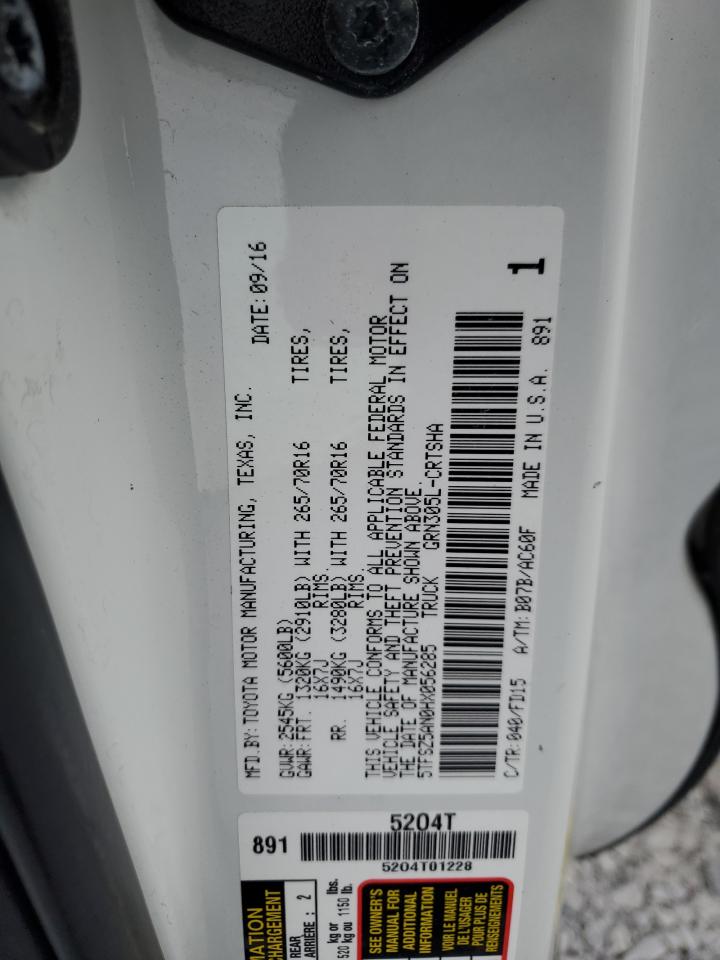 MFD.BY: TOYOTA MOTOR MANUFACTURING, TEXAS, INC. DATE: 09/16
GVWR: 2545KG (5600LB)
GAWR: FRT. 1320KG (2910LB) WITH 265/70R16 TIRES,
16X7J RIMS.
RR. 1490KG (3280LB) WITH 265/70R16 TIRES,
16X7J RIMS.
THIS VEHICLE CONFORMS TO ALL APPLICABLE FEDERAL MOTOR
VEHICLE SAFETY AND THEFT PREVENTION STANDARDS IN EFFECT ON
THE DATE OF MANUFACTURE SHOWN ABOVE.
5TFSZ5AN0HX056285 TRUCK GRN305L-CRTSHA
1
C/TR: 040/FD15 A/TM: B07B/AC60F MADE IN U.S.A. 891
5204T
891
5204T01228
REAR
ARRIÈRE : 2
kg or lbs.
520 kg ou 1150 lb.
SEE OWNER'S
MANUAL FOR
ADDITIONAL
INFORMATION
VOIR LE MANUEL
DE L'USAGER
POUR PLUS DE
RENSEIGNEMENTS